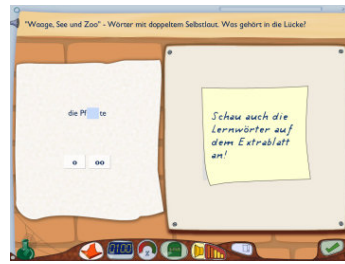 "Waage, See und Zoo" - Wörter mit doppeltem Selbstlaut. Was gehört in die Lücke?
die Pf te
o oo
Schau auch die
Lernwörter auf
dem Extrablatt
an!
0100